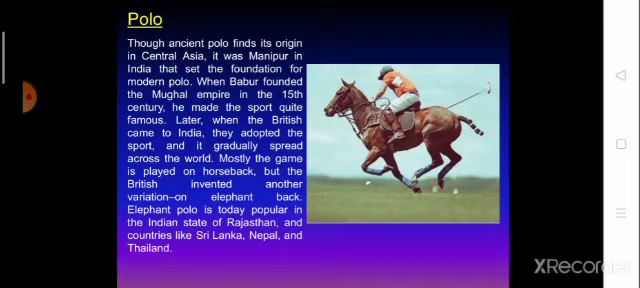 Polo
Though ancient polo finds its origin
in Central Asia, it was Manipur in
India that set the foundation for
modern polo. When Babur founded
the Mughal empire in the 15th
century, he made the sport quite
famous. Later, when the British
came to India, they adopted the
sport, and it gradually spread
across the world. Mostly the game
is played on horseback, but the
British invented another
variation–on elephant back.
Elephant polo is today popular in
the Indian state of Rajasthan, and
countries like Sri Lanka, Nepal, and
Thailand.
XRecorder